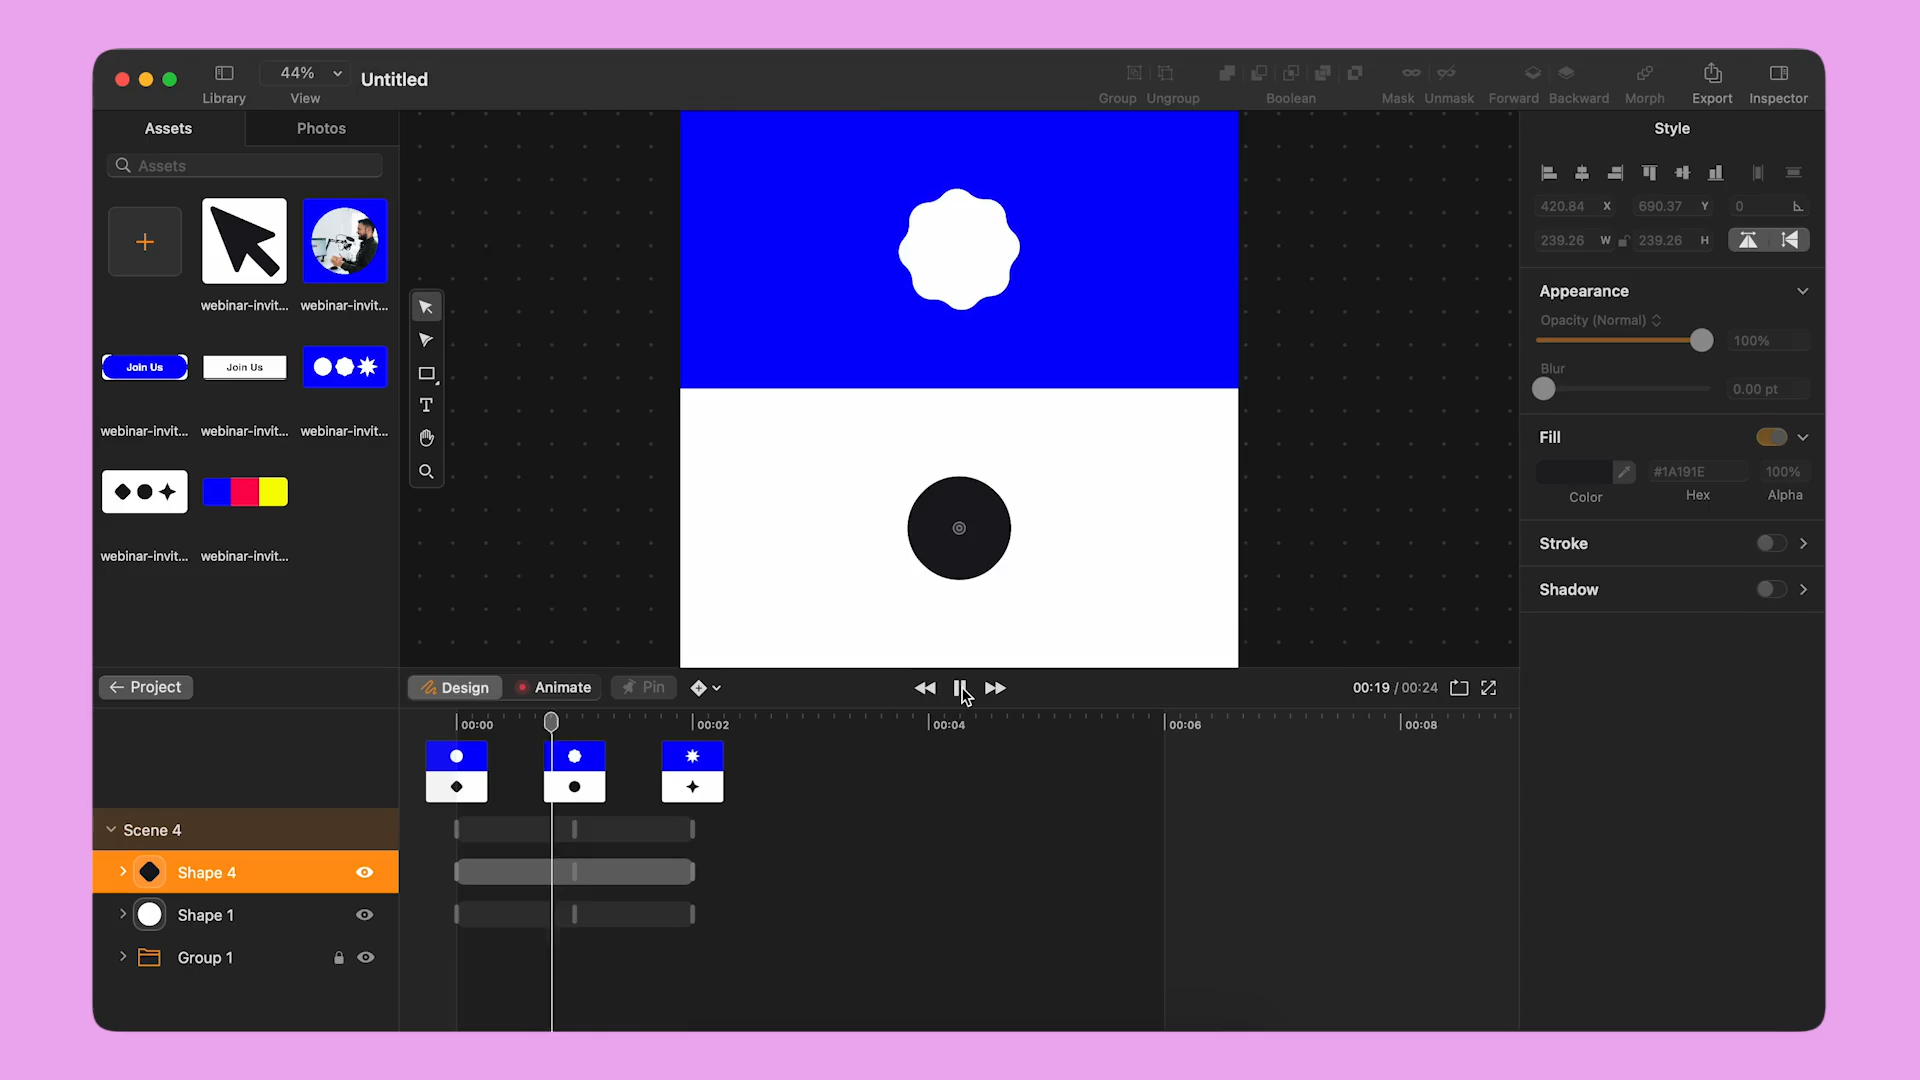 44%
Untitled
Library
View
Group
Ungroup
Boolean
Mask
Unmask
Forward
Backward
Morph
Export
Inspector
Assets
Photos
Style
Assets
420.84 X
690.37 Y
0
239.26 W
239.26 H
webinar-invit...
webinar-invit...
Appearance
Opacity (Normal)
100%
Blur
0.00 pt
Join Us
Join Us
T
webinar-invit...
webinar-invit...
webinar-invit...
Fill
#1A191E
100%
Color
Hex
Alpha
webinar-invit...
webinar-invit...
Stroke
Shadow
Project
Design
Animate
Pin
00:19 / 00:24
00:00
00:02
00:04
00:06
00:08
Scene 4
Shape 4
Shape 1
Group 1